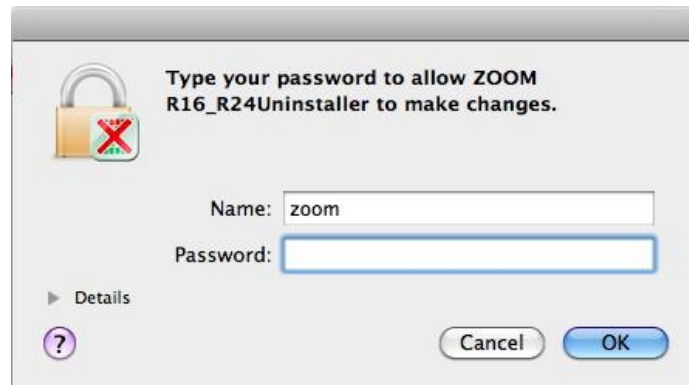 Type your password to allow ZOOM
R16_R24Uninstaller to make changes.
Name: zoom
Password:
Details
?
Cancel OK